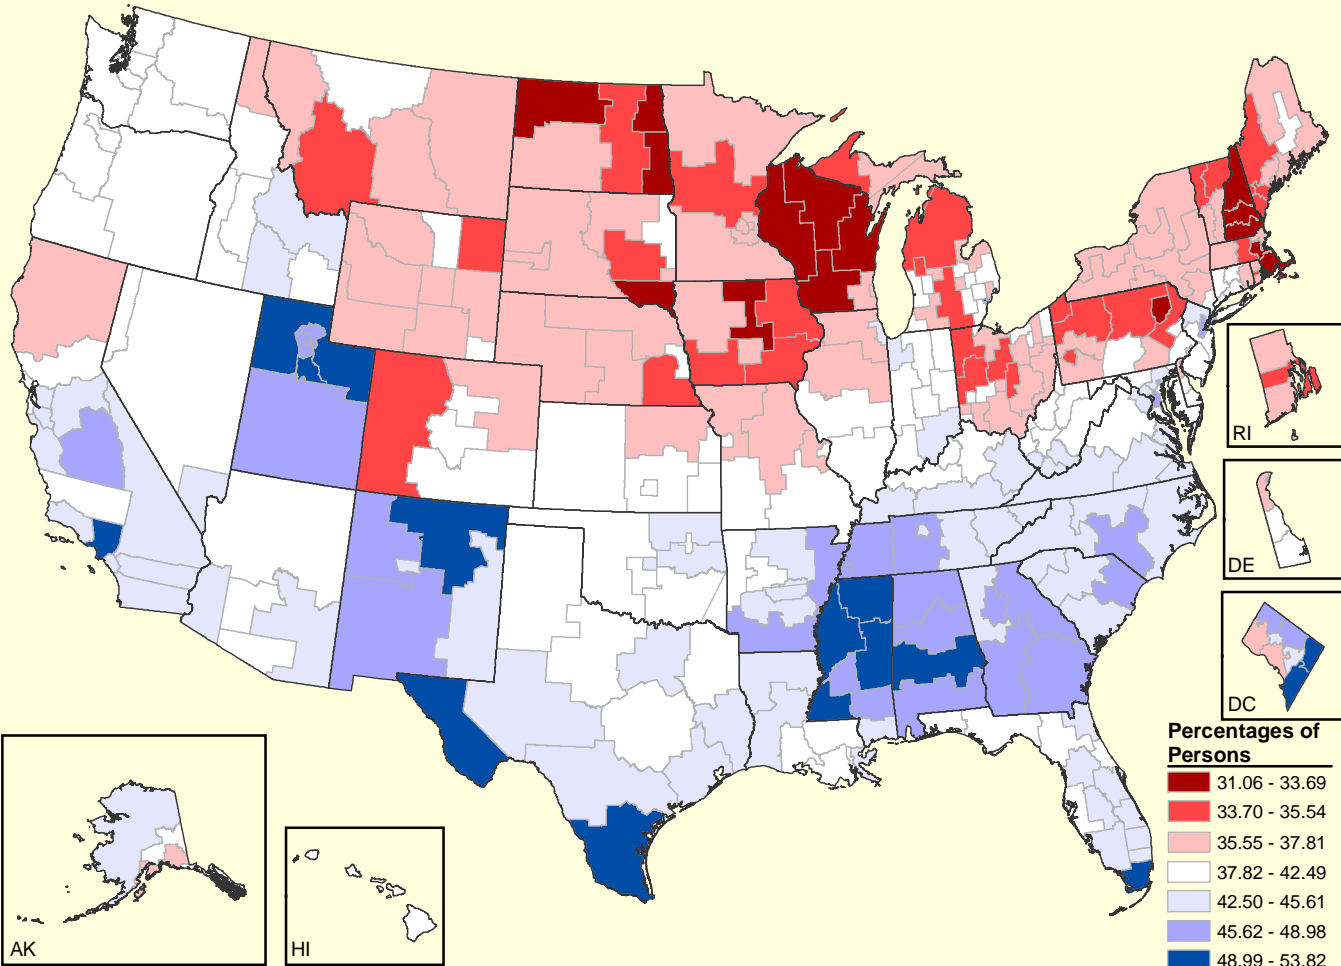 RI
DE
DC
AK
HI
Percentages of
Persons
31.06 - 33.69
33.70 - 35.54
35.55 - 37.81
37.82 - 42.49
42.50 - 45.61
45.62 - 48.98
48.99 - 53.82